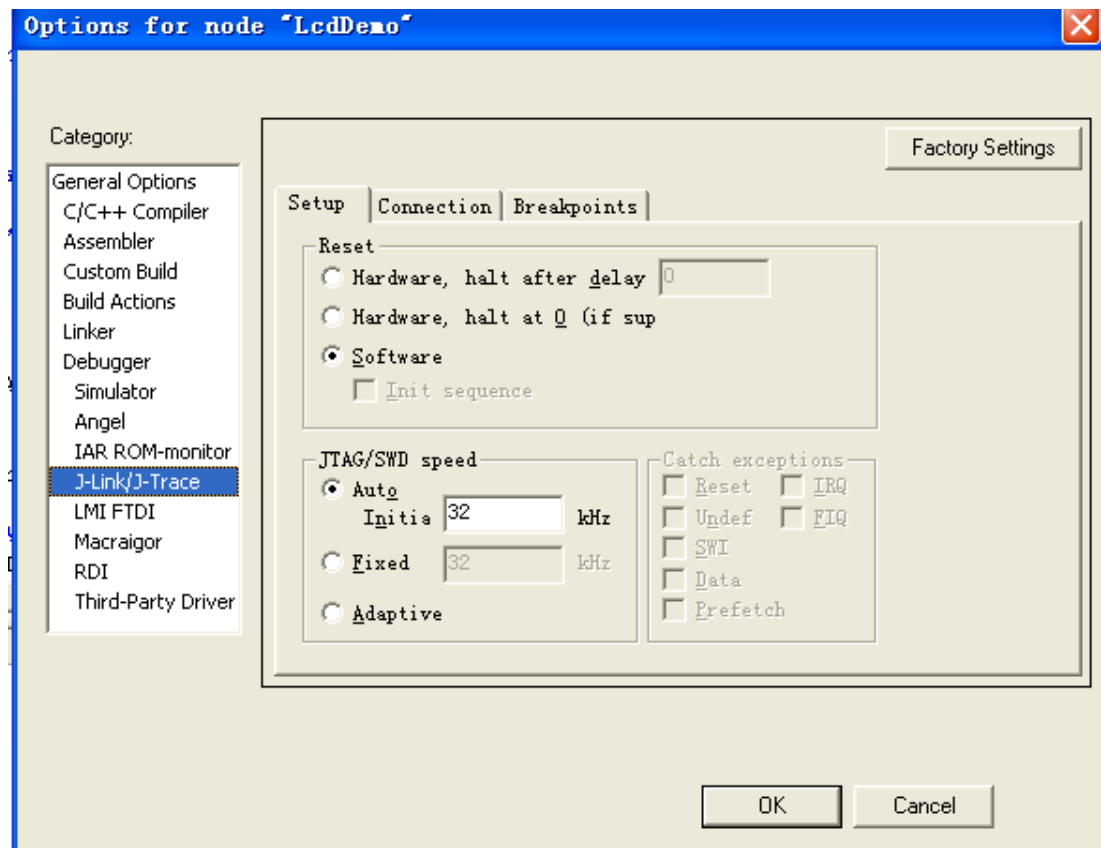 Options for node "LcdDemo"
Category:
Factory Settings
General Options
C/C++ Compiler
Assembler
Custom Build
Build Actions
Linker
Debugger
Simulator
Angel
IAR ROM-monitor
J-Link/J-Trace
LMI FTDI
Macraigor
RDI
Third-Party Driver
Setup Connection Breakpoints
Reset
Hardware, halt after delay 0
Hardware, halt at 0 (if sup
Software
Init sequence
JTAG/SWD speed
Auto
Initia 32 kHz
Fixed 32 kHz
Adaptive
Catch exceptions
Reset IRQ
Undef FIQ
SWI
Data
Prefetch
OK Cancel